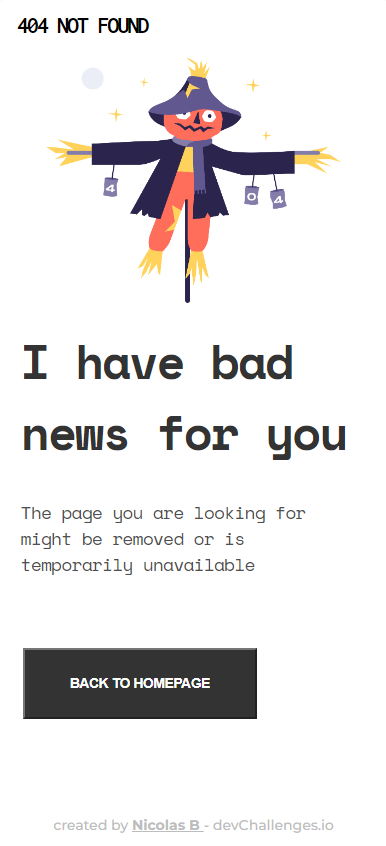 404 NOT FOUND
4
0
4
I have bad
news for you
The page you are looking for
might be removed or is
temporarily unavailable
BACK TO HOMEPAGE
created by Nicolas B - devChallenges.io